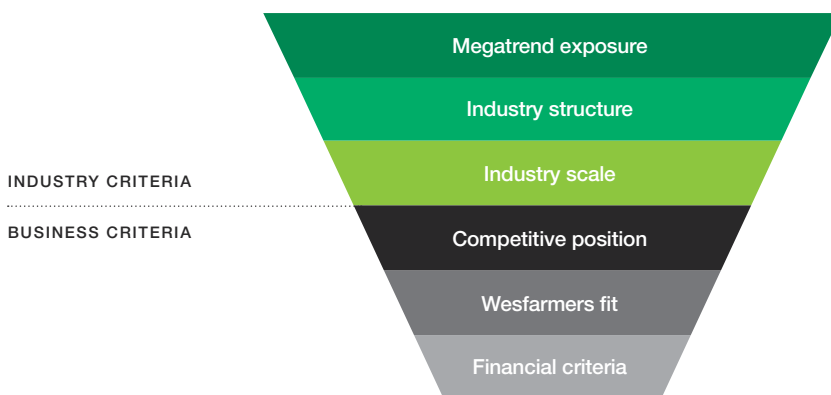 Megatrend exposure
Industry structure
Industry scale
INDUSTRY CRITERIA
BUSINESS CRITERIA
Competitive position
Wesfarmers fit
Financial criteria